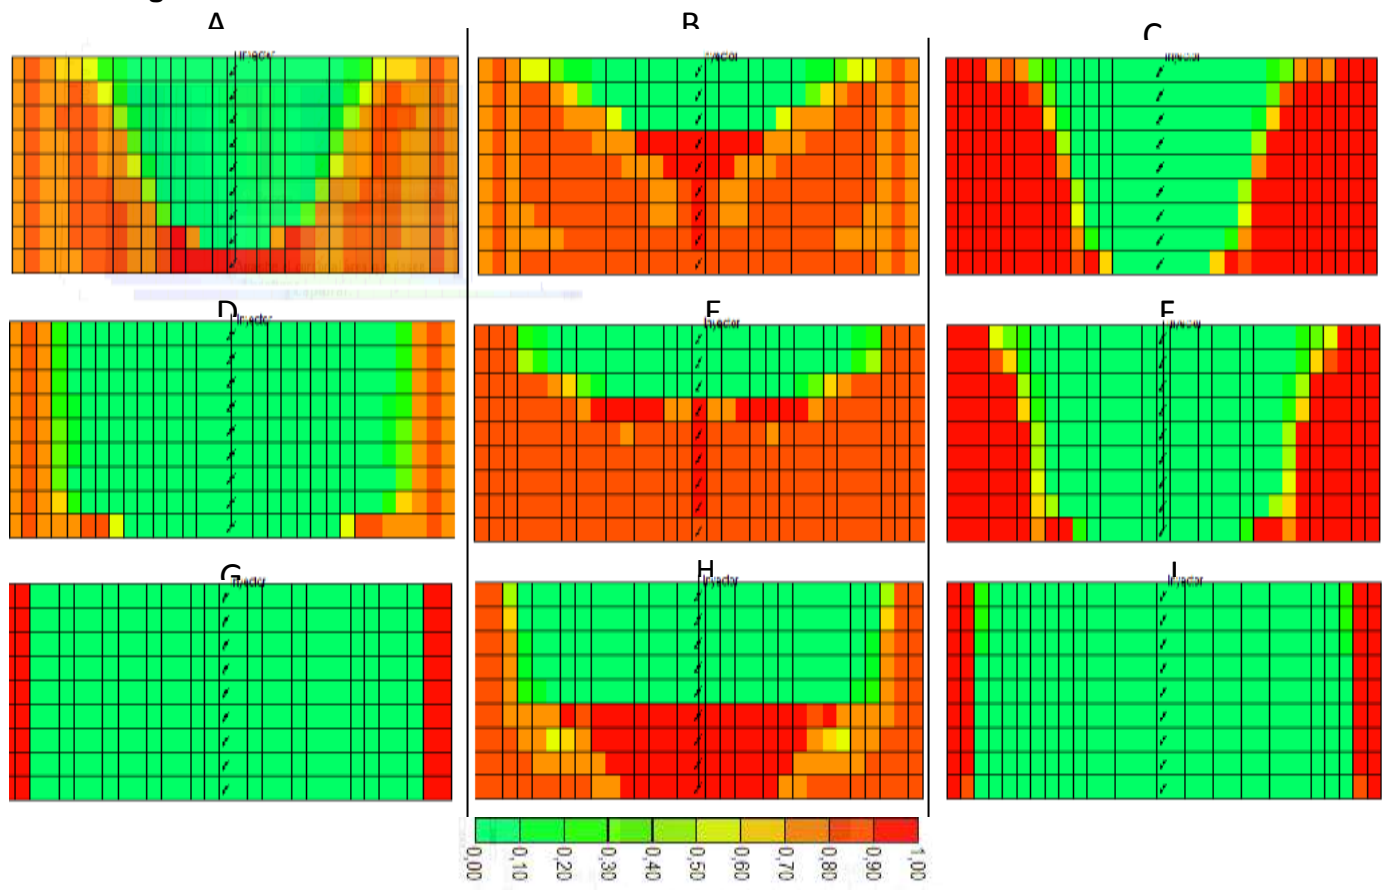 A
B
C
Injector
Injector
Injector
D
E
F
Injector
Injector
Injector
G
H
I
Injector
Injector
Injector
0,00
0,10
0,20
0,30
0,40
0,50
0,60
0,70
0,80
0,90
1,00